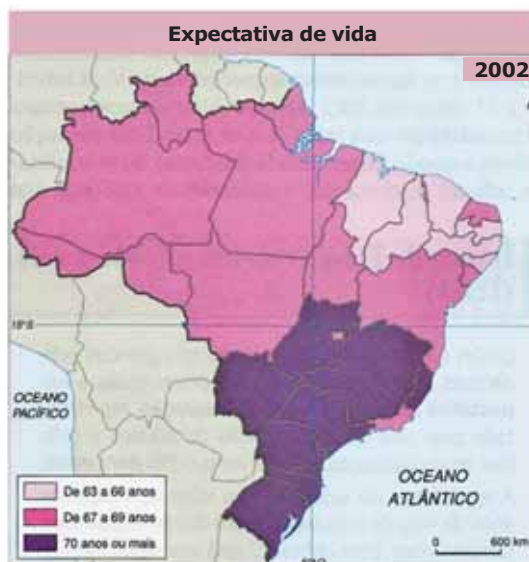 Expectativa de vida
2002
OCEANO
PACÍFICO
OCEANO
ATLÂNTICO
De 63 a 66 anos
De 67 a 69 anos
70 anos ou mais
0 600 km